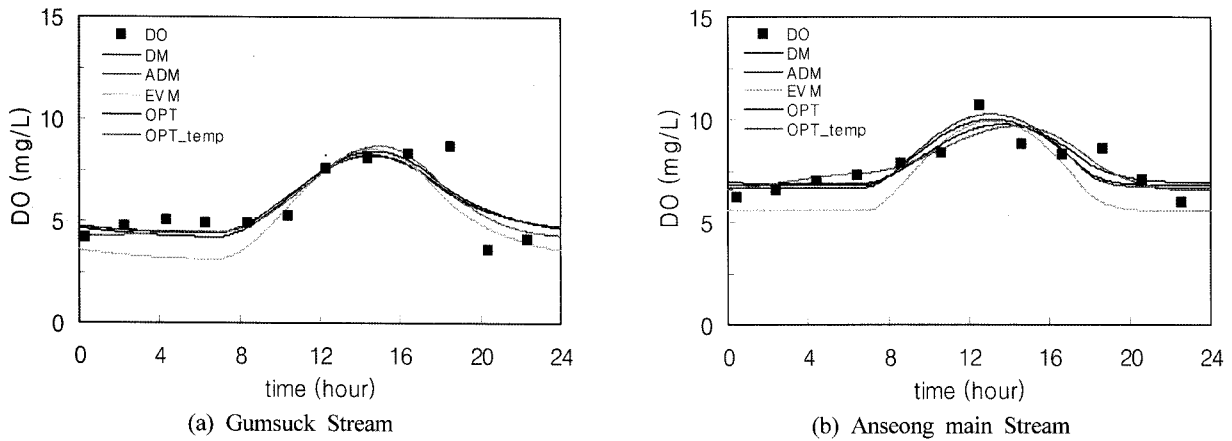 15
10
5
0
DO (mg/L)
DO
DM
ADM
EVM
OPT
OPT_temp
0 4 8 12 16 20 24
time (hour)
(a) Gumsuck Stream
15
10
5
0
DO (mg/L)
DO
DM
ADM
EVM
OPT
OPT_temp
0 4 8 12 16 20 24
time (hour)
(b) Anseong main Stream